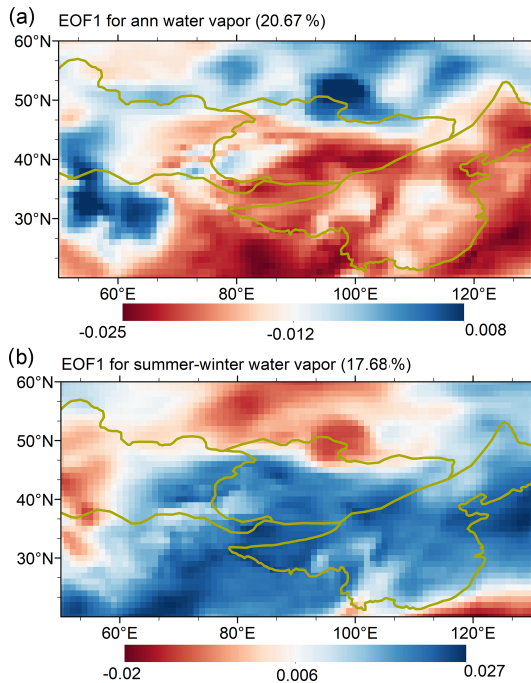 (a) EOF1 for ann water vapor (20.67 %)
60°N
50°N
40°N
30°N
60°E 80°E 100°E 120°E
-0.025 -0.012 0.008
(b) EOF1 for summer-winter water vapor (17.68 %)
60°N
50°N
40°N
30°N
60°E 80°E 100°E 120°E
-0.02 0.006 0.027